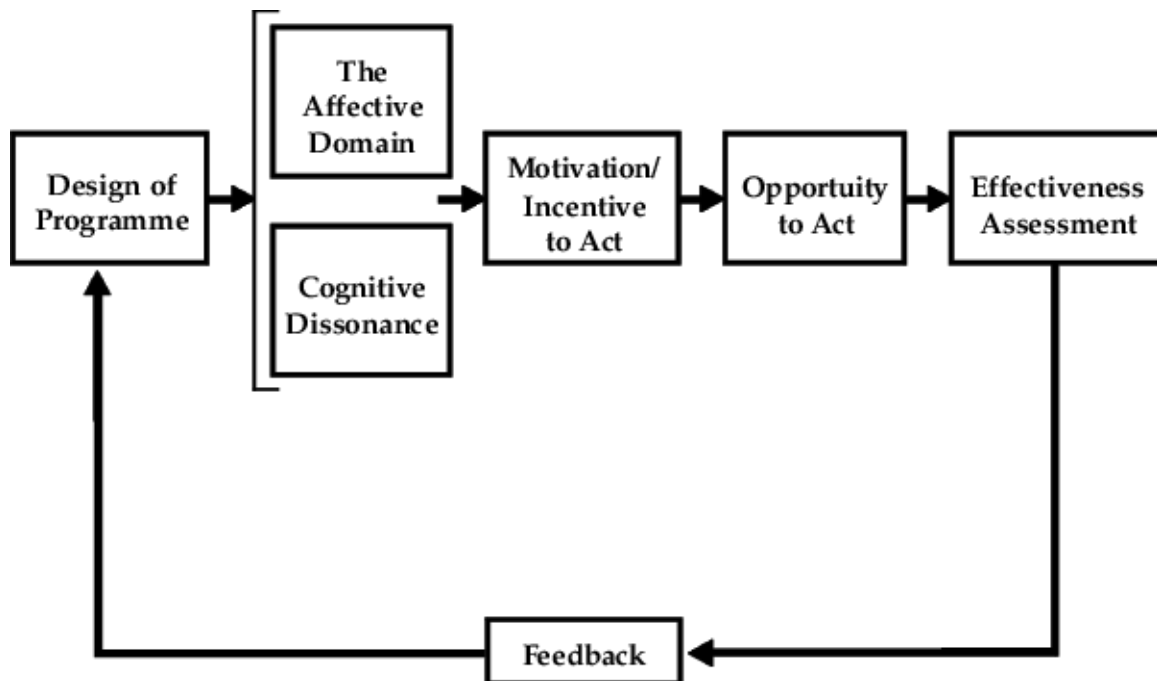 The
Affective
Domain
Design of
Programme
Cognitive
Dissonance
Motivation/
Incentive
to Act
Opportuity
to Act
Effectiveness
Assessment
Feedback